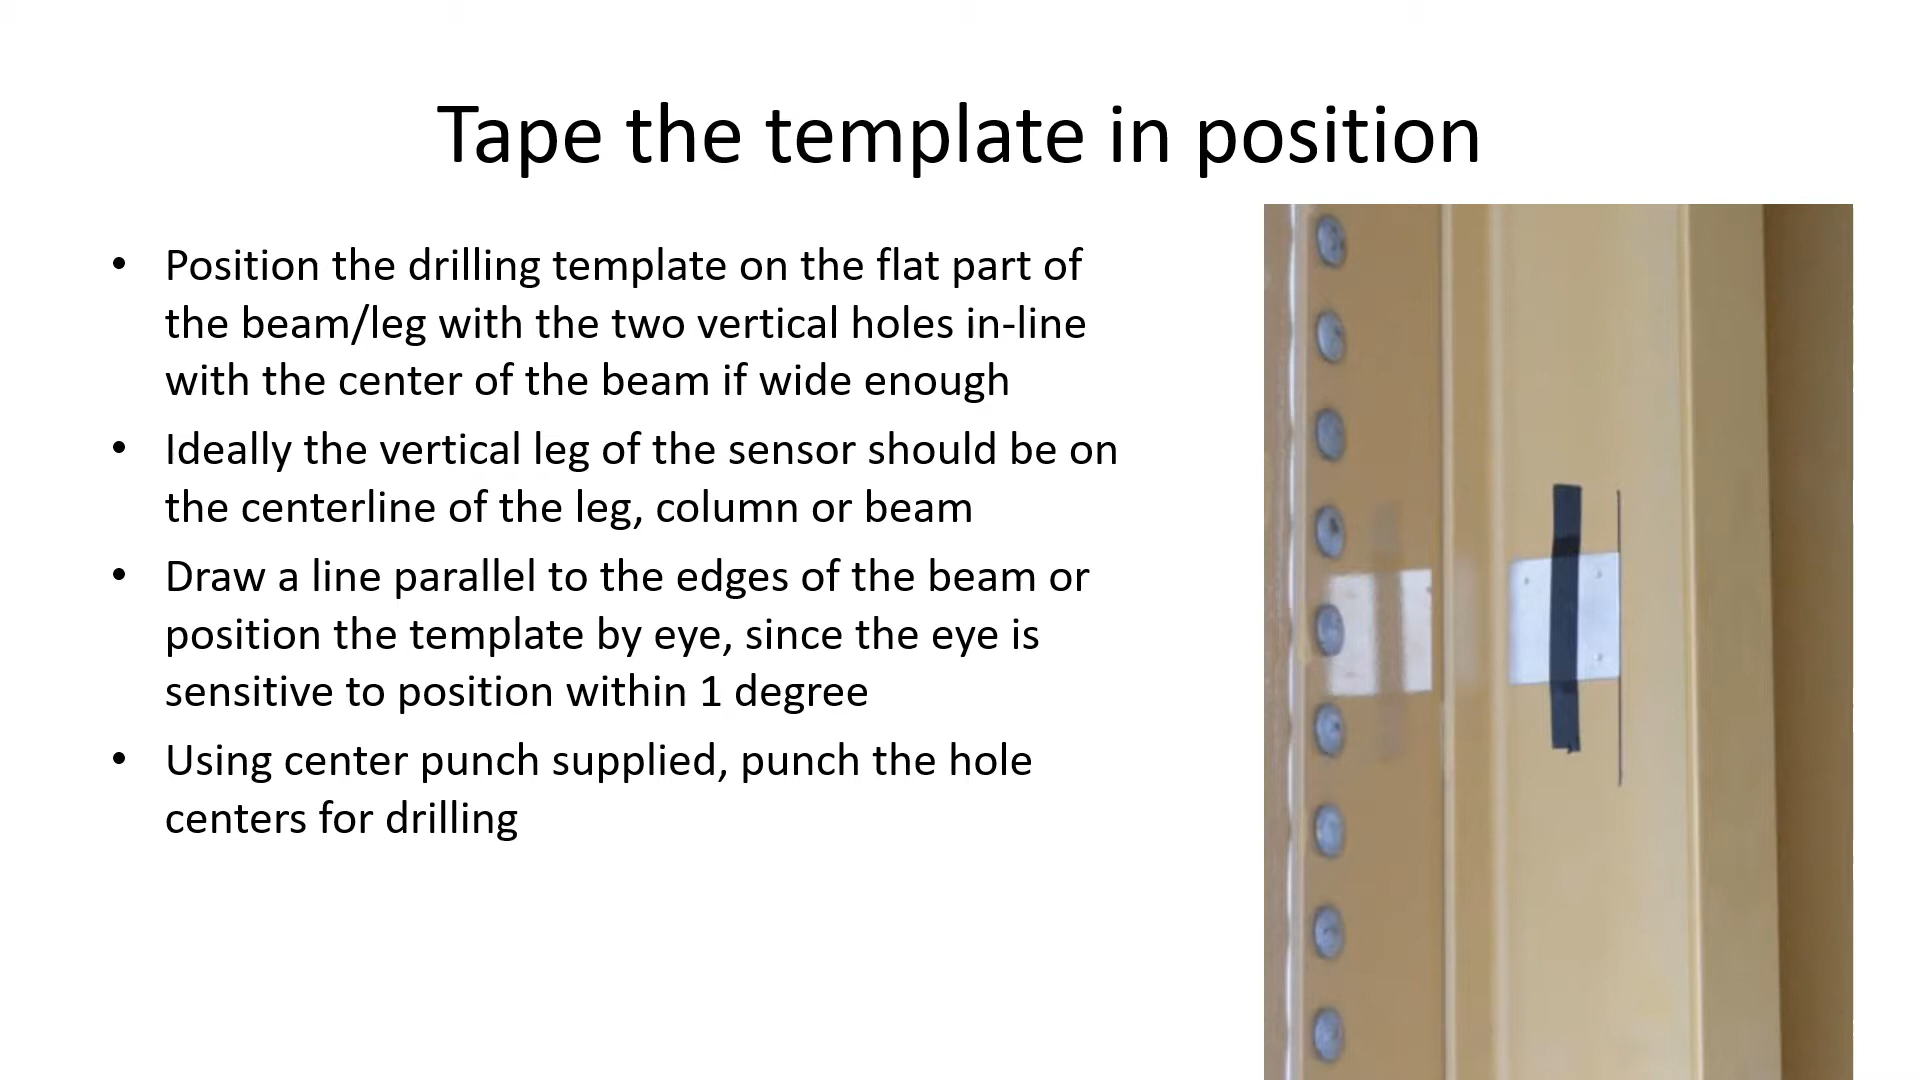 Tape the template in position
• Position the drilling template on the flat part of
the beam/leg with the two vertical holes in-line
with the center of the beam if wide enough
• Ideally the vertical leg of the sensor should be on
the centerline of the leg, column or beam
• Draw a line parallel to the edges of the beam or
position the template by eye, since the eye is
sensitive to position within 1 degree
• Using center punch supplied, punch the hole
centers for drilling